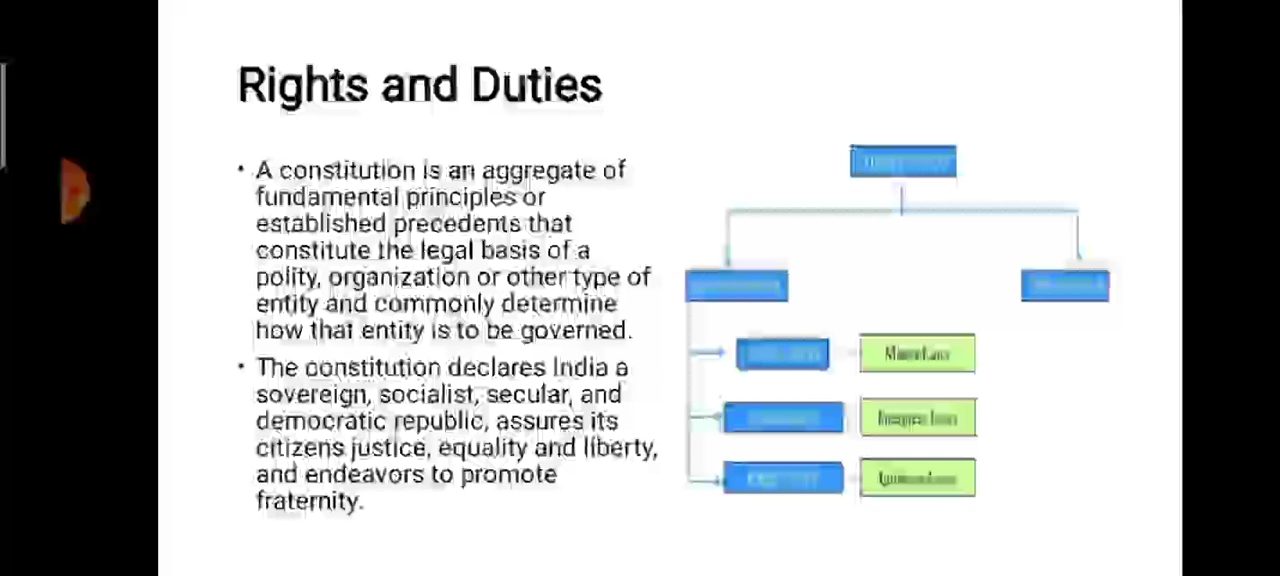 Rights and Duties
• A constitution is an aggregate of
fundamental principles or
established precedents that
constitute the legal basis of a
polity, organization or other type of
entity and commonly determine
how that entity is to be governed.
• The constitution declares India a
sovereign, socialist, secular, and
democratic republic, assures its
citizens justice, equality and liberty,
and endeavors to promote
fraternity.